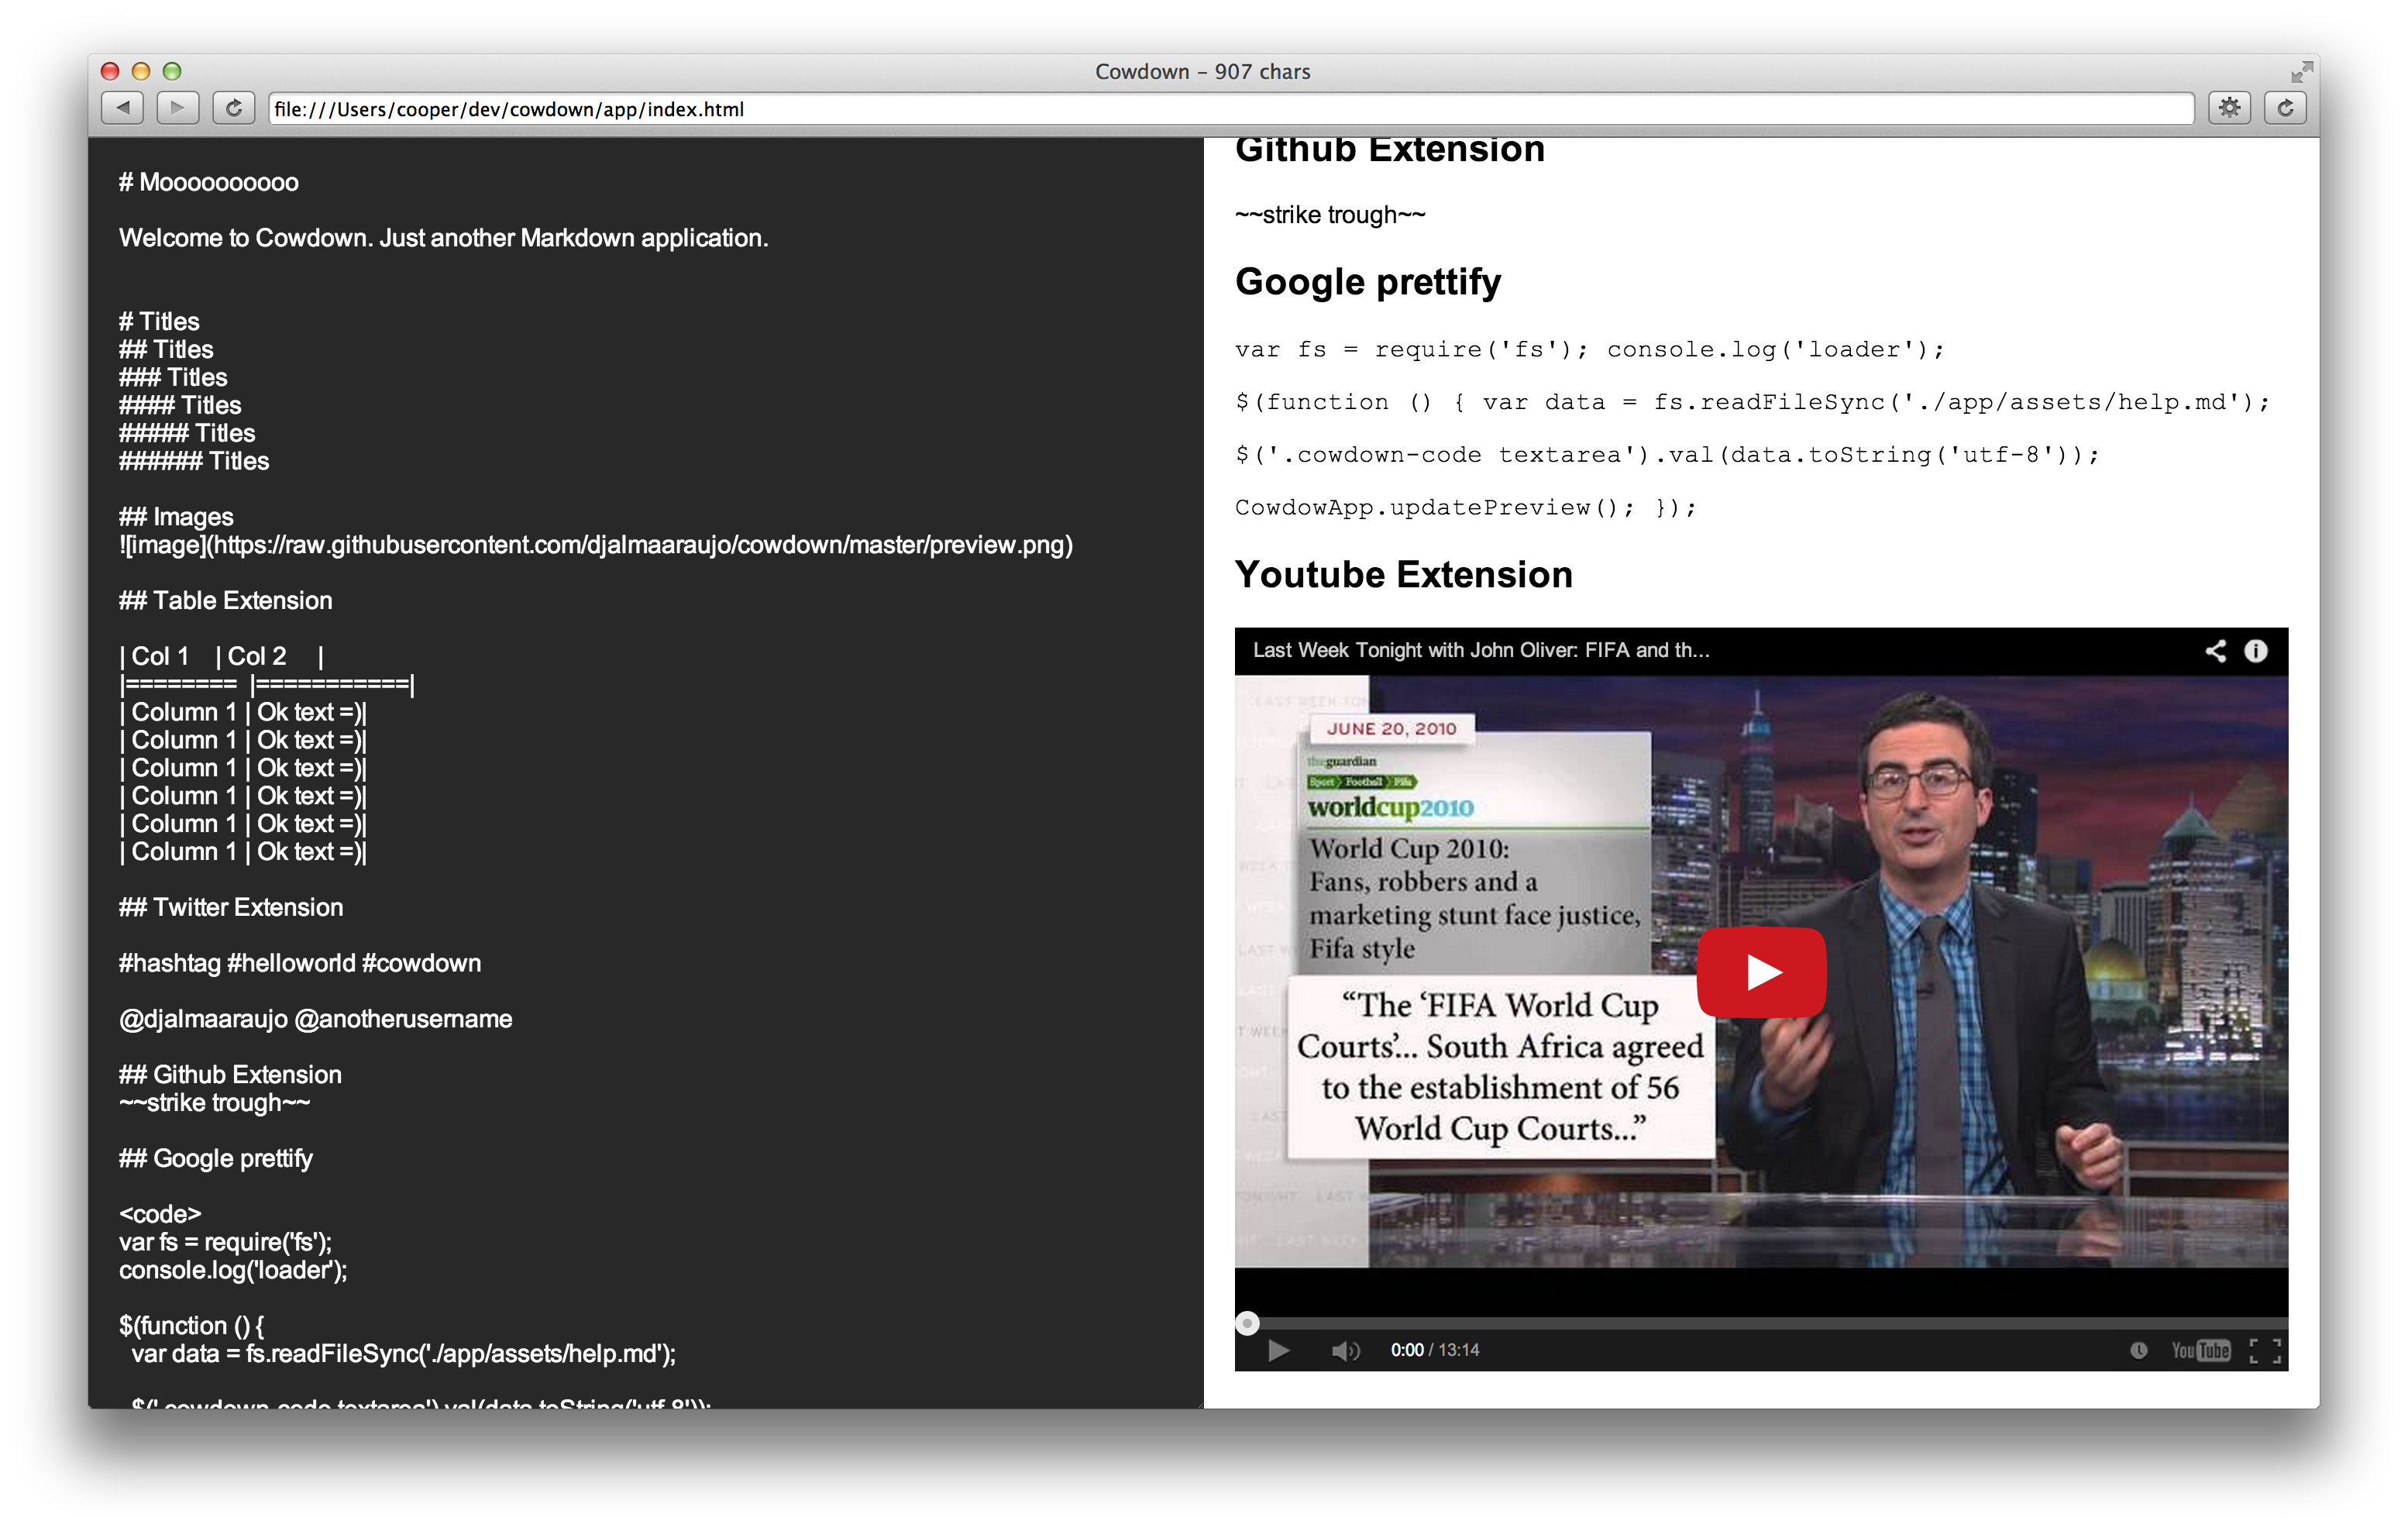 Cowdown – 907 chars
file:///Users/cooper/dev/cowdown/app/index.html
# Moooooooooo
Welcome to Cowdown. Just another Markdown application.
# Titles
## Titles
### Titles
#### Titles
##### Titles
###### Titles
## Images
![image](https://raw.githubusercontent.com/djalmaaraujo/cowdown/master/preview.png)
## Table Extension
| Col 1 | Col 2 |
|======== |===========|
| Column 1 | Ok text =)|
| Column 1 | Ok text =)|
| Column 1 | Ok text =)|
| Column 1 | Ok text =)|
| Column 1 | Ok text =)|
| Column 1 | Ok text =)|
## Twitter Extension
#hashtag #helloworld #cowdown
@djalmaaraujo @anotherusername
## Github Extension
~~strike trough~~
## Google prettify
<code>
var fs = require('fs');
console.log('loader');
$(function () {
var data = fs.readFileSync('./app/assets/help.md');
$('.cowdown-code textarea').val(data.toString('utf-8'));
Github Extension
~~strike trough~~
Google prettify
var fs = require('fs'); console.log('loader');
$(function () { var data = fs.readFileSync('./app/assets/help.md');
$('.cowdown-code textarea').val(data.toString('utf-8'));
CowdowApp.updatePreview(); });
Youtube Extension
Last Week Tonight with John Oliver: FIFA and th...
JUNE 20, 2010
theguardian
Sport Football Fifa
worldcup2010
World Cup 2010:
Fans, robbers and a
marketing stunt face justice,
Fifa style
“The ‘FIFA World Cup
Courts’... South Africa agreed
to the establishment of 56
World Cup Courts...”
0:00 / 13:14
YouTube